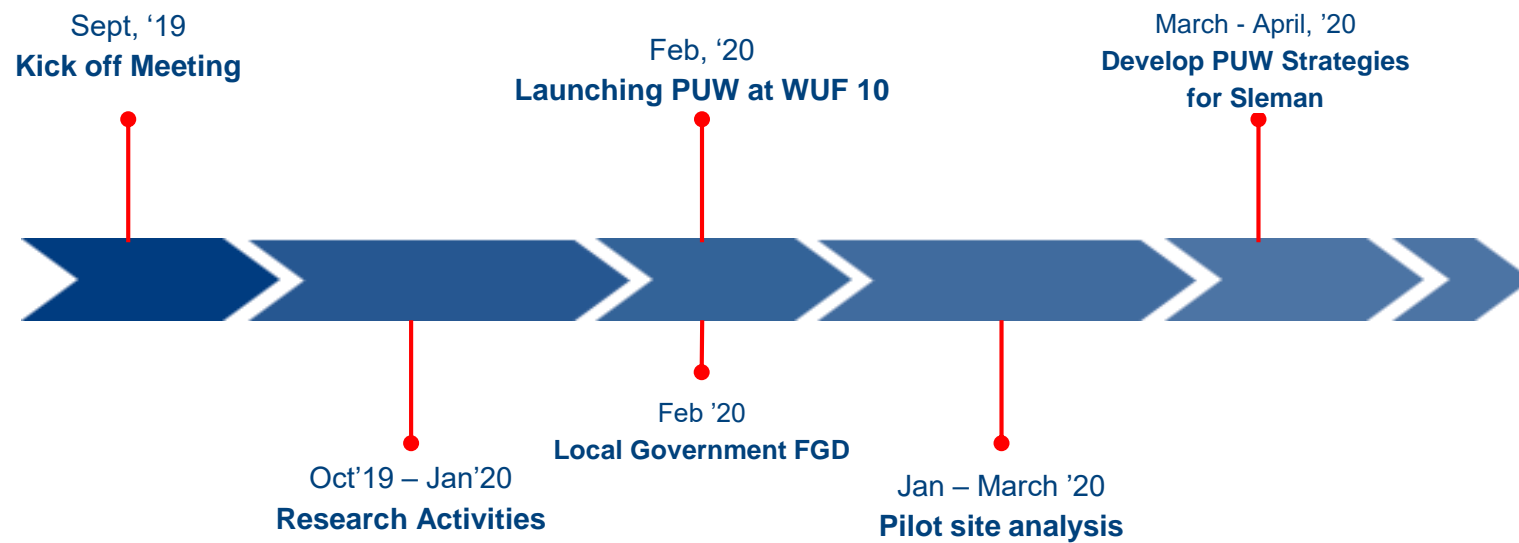 Sept, ‘19
Kick off Meeting
Feb, ‘20
Launching PUW at WUF 10
March - April, ’20
Develop PUW Strategies
for Sleman
Oct’19 – Jan’20
Research Activities
Feb ’20
Local Government FGD
Jan – March ’20
Pilot site analysis